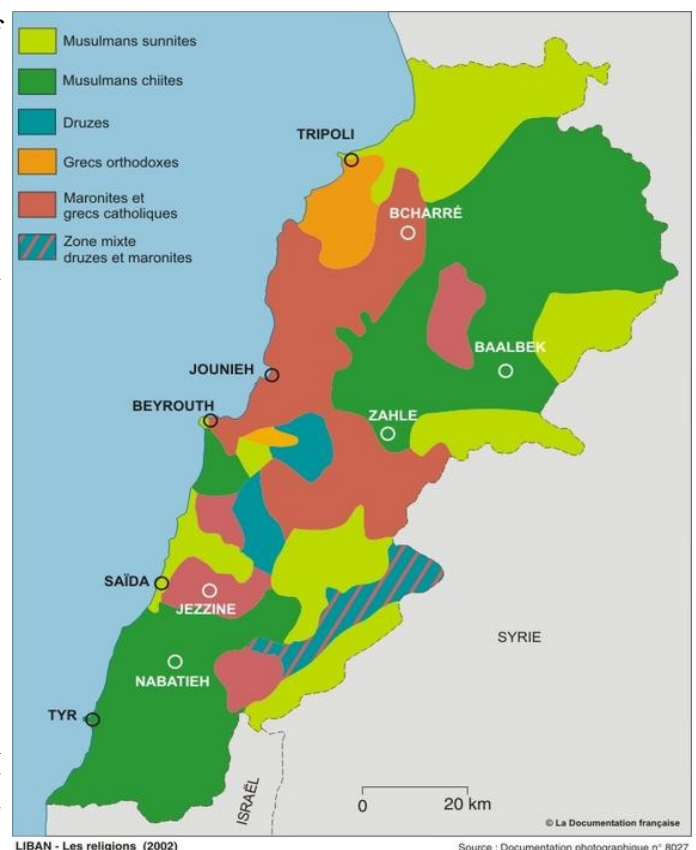 Musulmans sunnites
Musulmans chiites
Druzes
Grecs orthodoxes
Maronites et
grecs catholiques
Zone mixte
druzes et maronites
TRIPOLI
BCHARRÉ
BAALBEK
JOUNIEH
BEYROUTH
ZAHLE
SAÏDA
JEZZINE
SYRIE
NABATIEH
TYR
ISRAËL
0 20 km
© La Documentation française
LIBAN - Les religions (2002)
Source : Documentation photographique n° 8027